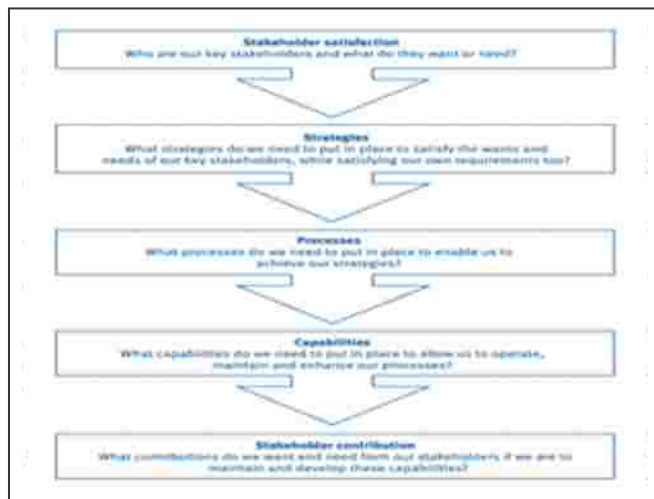 Stakeholder satisfaction
Who are our key stakeholders and what do they want or need?
Strategies
What strategies do we need to put in place to satisfy the wants and
needs of our key stakeholders, while satisfying our own requirements too?
Processes
What processes do we need to put in place to enable us to
achieve our strategies?
Capabilities
What capabilities do we need to put in place to allow us to operate,
maintain and enhance our processes?
Stakeholder contribution
What contributions do we want and need from our stakeholders if we are to
maintain and develop these capabilities?